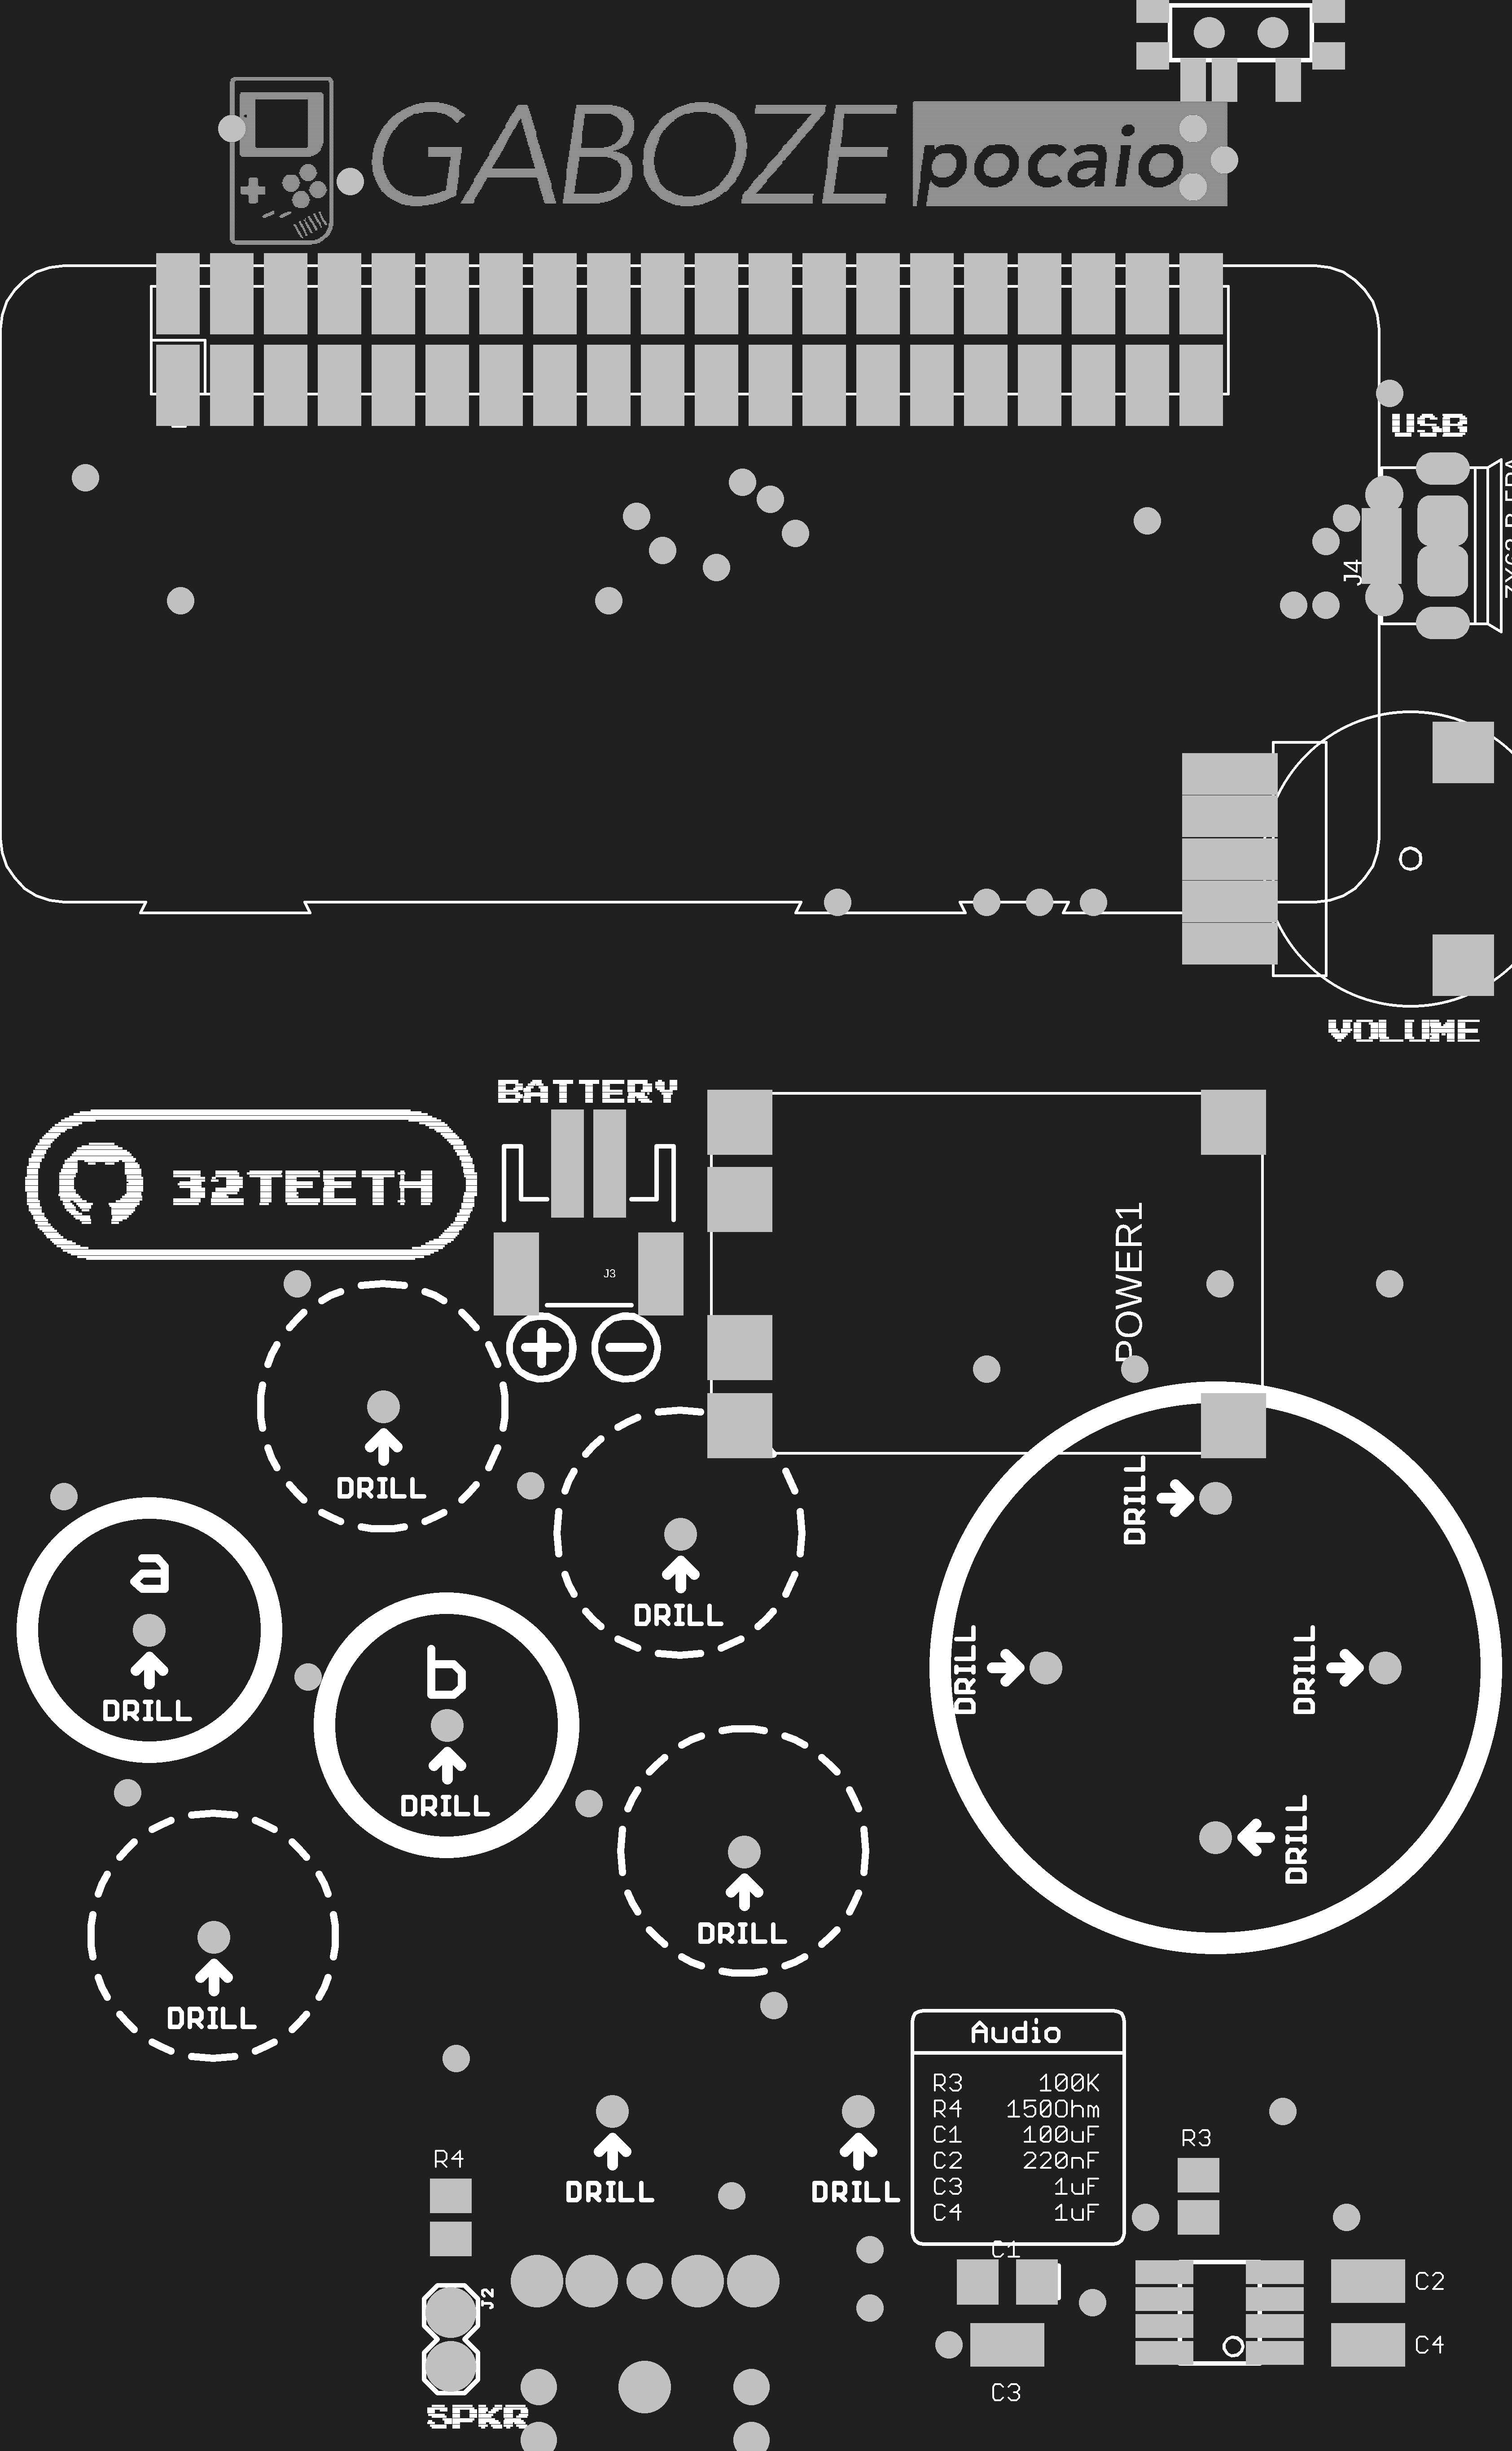 GABOZE pocaio
USB
J4
VOLUME
BATTERY
32TEETH
J3
POWER1
DRILL
DRILL
DRILL
a
DRILL
b
DRILL
DRILL
DRILL
DRILL
DRILL
DRILL
Audio
R3 100K
R4 150Ohm
C1 100uF
C2 220nF
C3 1uF
C4 1uF
DRILL
DRILL
R4
R3
C1
J2
C2
C4
C3
SPKR